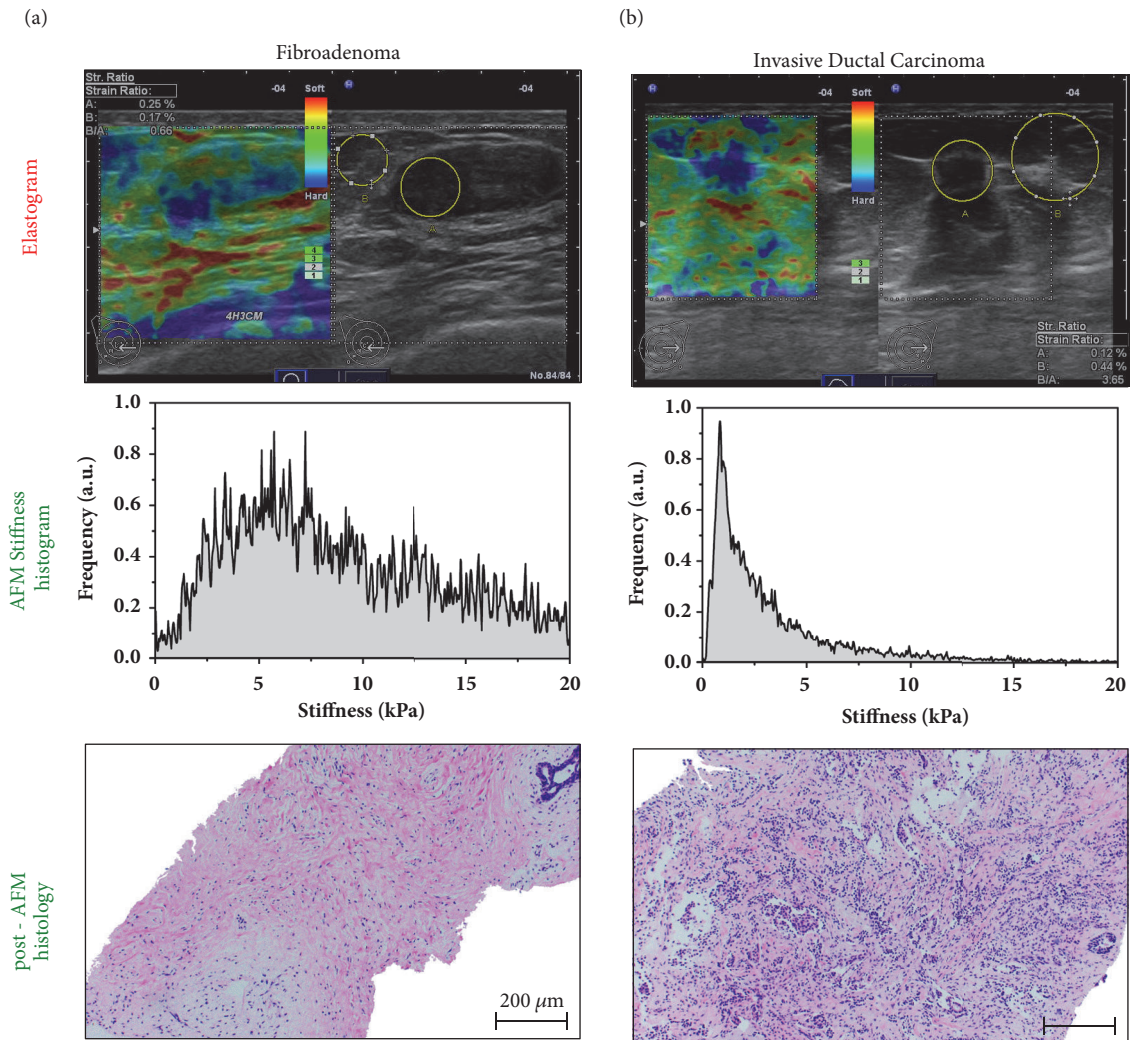 (a)
(b)
Fibroadenoma
Invasive Ductal Carcinoma
Elastogram
Str. Ratio
Strain Ratio:
A: 0.25 %
B: 0.17 %
B/A: 0.66
-04
Soft
Hard
-04
B
A
4
3
2
1
4H3CM
No.84/84
-04
Soft
Hard
-04
A
B
3
2
1
Str. Ratio
Strain Ratio:
A: 0.12 %
B: 0.44 %
B/A: 3.65
AFM Stiffness
histogram
Frequency (a.u.)
1.0
0.8
0.6
0.4
0.2
0.0
0 5 10 15 20
Stiffness (kPa)
Frequency (a.u.)
1.0
0.8
0.6
0.4
0.2
0.0
0 5 10 15 20
Stiffness (kPa)
post - AFM
histology
200 μm